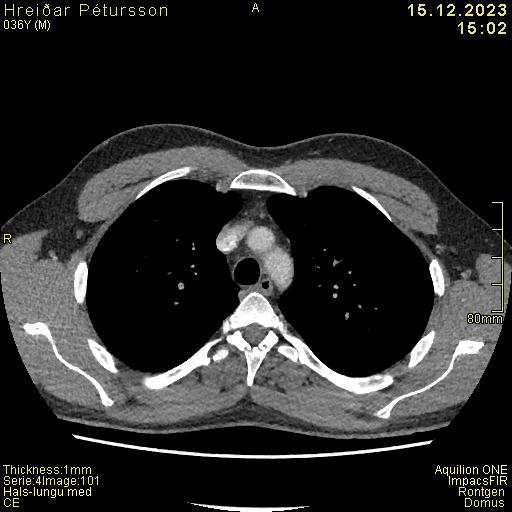 Hreiðar Pétursson
A
15.12.2023
036Y (M)
15:02
R
80mm
Thickness:1mm
Aquilion ONE
Serie:4Image:101
ImpacsFIR
Hals-lungu med
Rontgen
CE
Domus